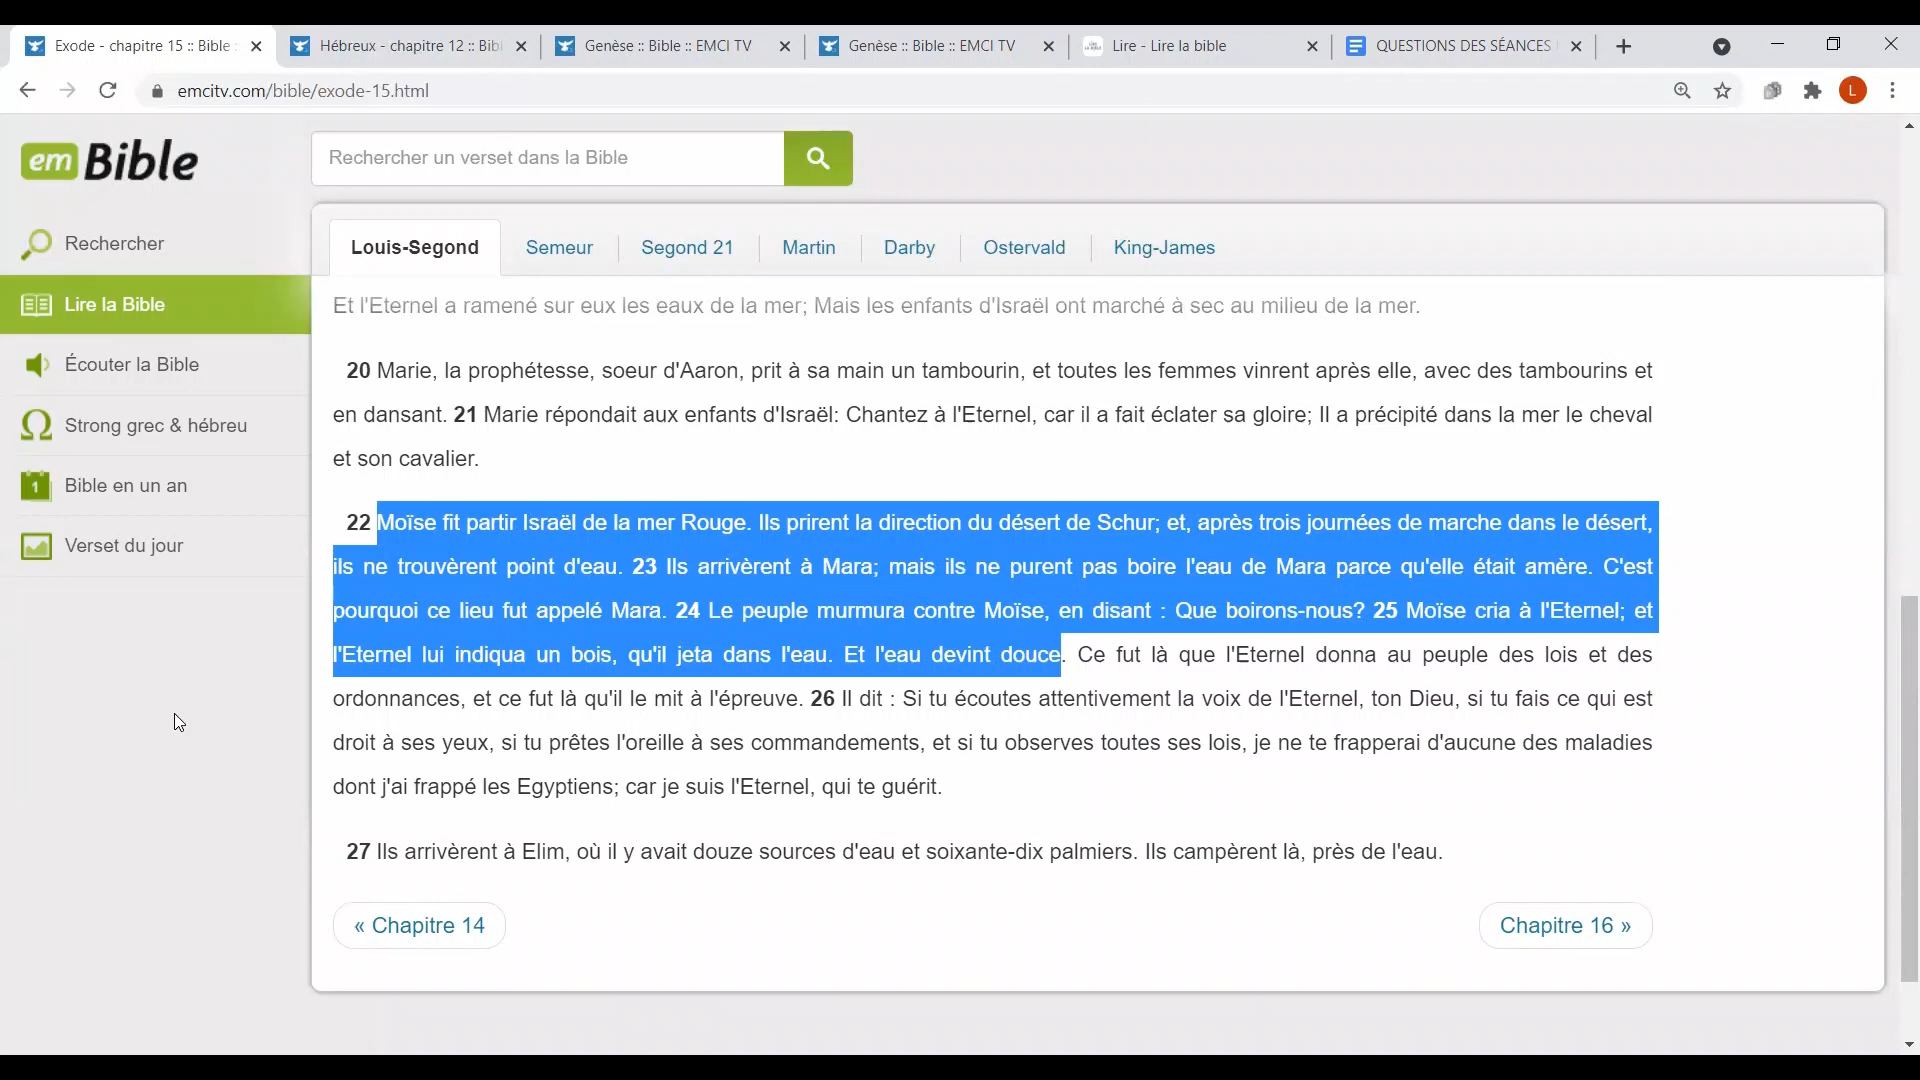 Exode - chapitre 15 :: Bible :
Hébreux - chapitre 12 :: Bib
Genèse :: Bible :: EMCI TV
Genèse :: Bible :: EMCI TV
Lire - Lire la bible
QUESTIONS DES SÉANCES
emcitv.com/bible/exode-15.html
L
em Bible
Rechercher un verset dans la Bible
Rechercher
Lire la Bible
Écouter la Bible
Strong grec & hébreu
1
Bible en un an
Verset du jour
Louis-Segond
Semeur
Segond 21
Martin
Darby
Ostervald
King-James
Et l'Eternel a ramené sur eux les eaux de la mer; Mais les enfants d'Israël ont marché à sec au milieu de la mer.
20 Marie, la prophétesse, soeur d'Aaron, prit à sa main un tambourin, et toutes les femmes vinrent après elle, avec des tambourins et
en dansant. 21 Marie répondait aux enfants d'Israël: Chantez à l'Eternel, car il a fait éclater sa gloire; Il a précipité dans la mer le cheval
et son cavalier.
22 Moïse fit partir Israël de la mer Rouge. Ils prirent la direction du désert de Schur; et, après trois journées de marche dans le désert,
ils ne trouvèrent point d'eau. 23 Ils arrivèrent à Mara; mais ils ne purent pas boire l'eau de Mara parce qu'elle était amère. C'est
pourquoi ce lieu fut appelé Mara. 24 Le peuple murmura contre Moïse, en disant : Que boirons-nous? 25 Moïse cria à l'Eternel; et
l'Eternel lui indiqua un bois, qu'il jeta dans l'eau. Et l'eau devint douce. Ce fut là que l'Eternel donna au peuple des lois et des
ordonnances, et ce fut là qu'il le mit à l'épreuve. 26 Il dit : Si tu écoutes attentivement la voix de l'Eternel, ton Dieu, si tu fais ce qui est
droit à ses yeux, si tu prêtes l'oreille à ses commandements, et si tu observes toutes ses lois, je ne te frapperai d'aucune des maladies
dont j'ai frappé les Egyptiens; car je suis l'Eternel, qui te guérit.
27 Ils arrivèrent à Elim, où il y avait douze sources d'eau et soixante-dix palmiers. Ils campèrent là, près de l'eau.
« Chapitre 14
Chapitre 16 »